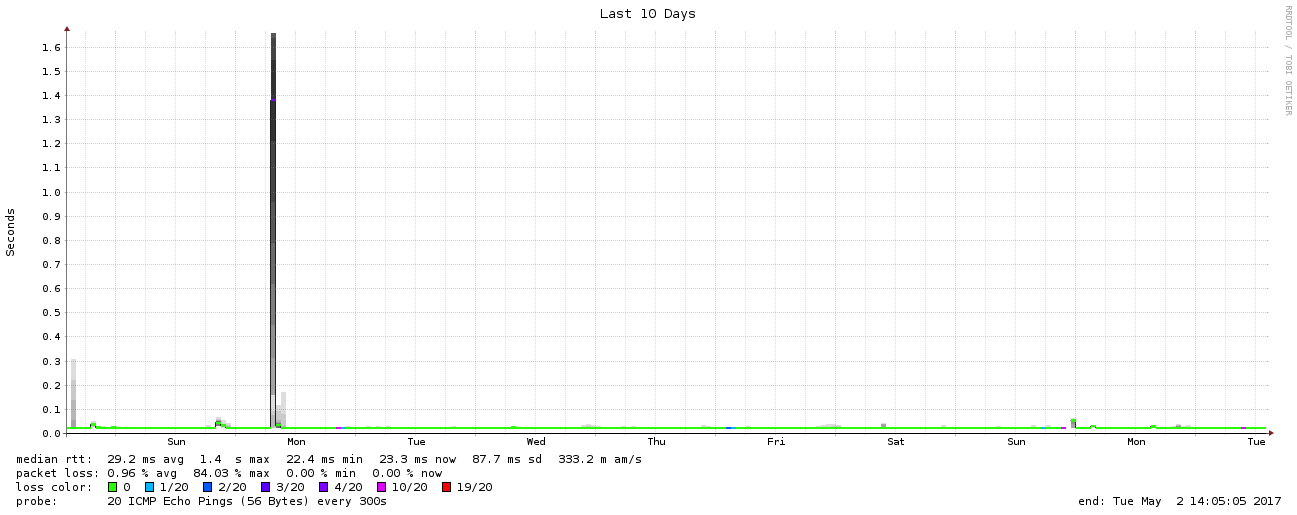 Last 10 Days
RRDTOOL / TOBI OETIKER
Seconds
1.6
1.5
1.4
1.3
1.2
1.1
1.0
0.9
0.8
0.7
0.6
0.5
0.4
0.3
0.2
0.1
0.0
Sun Mon Tue Wed Thu Fri Sat Sun Mon Tue
median rtt: 29.2 ms avg 1.4 s max 22.4 ms min 23.3 ms now 87.7 ms sd 333.2 m am/s
packet loss: 0.96 % avg 84.03 % max 0.00 % min 0.00 % now
loss color: 0 1/20 2/20 3/20 4/20 10/20 19/20
probe: 20 ICMP Echo Pings (56 Bytes) every 300s end: Tue May 2 14:05:05 2017